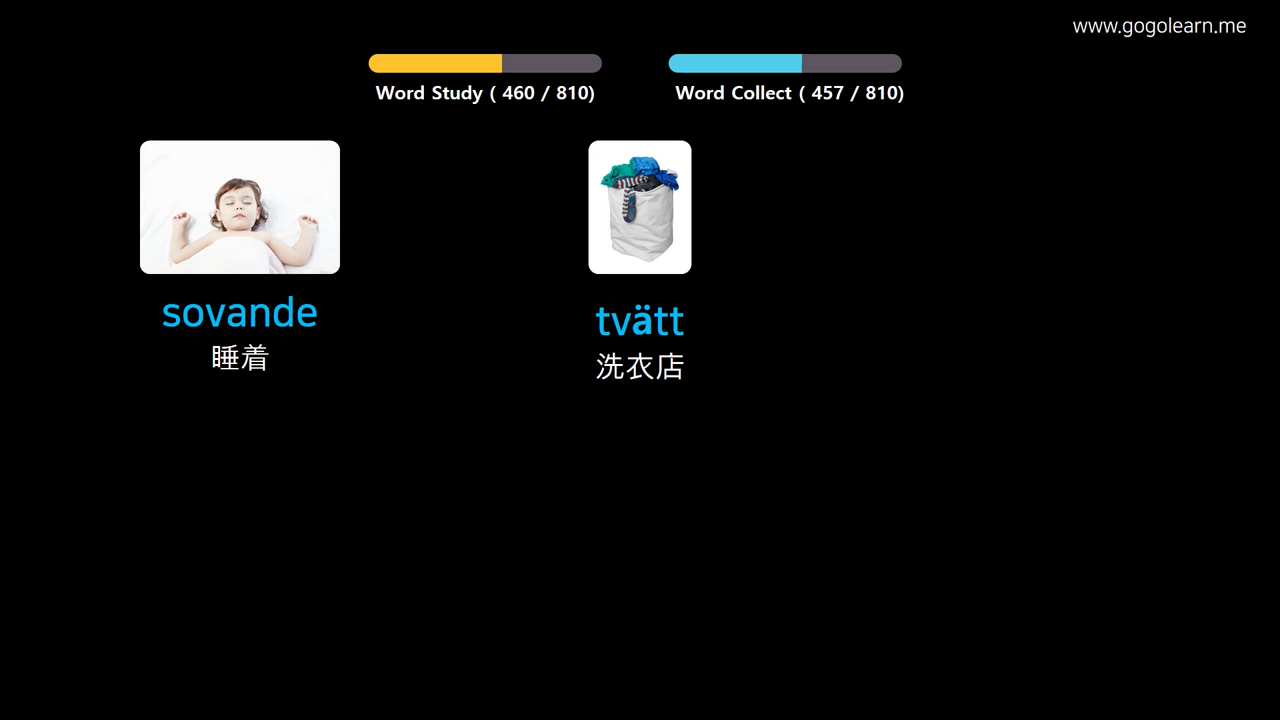 www.gogolearn.me
Word Study ( 460 / 810)
Word Collect ( 457 / 810)
sovande
睡着
tvätt
洗衣店